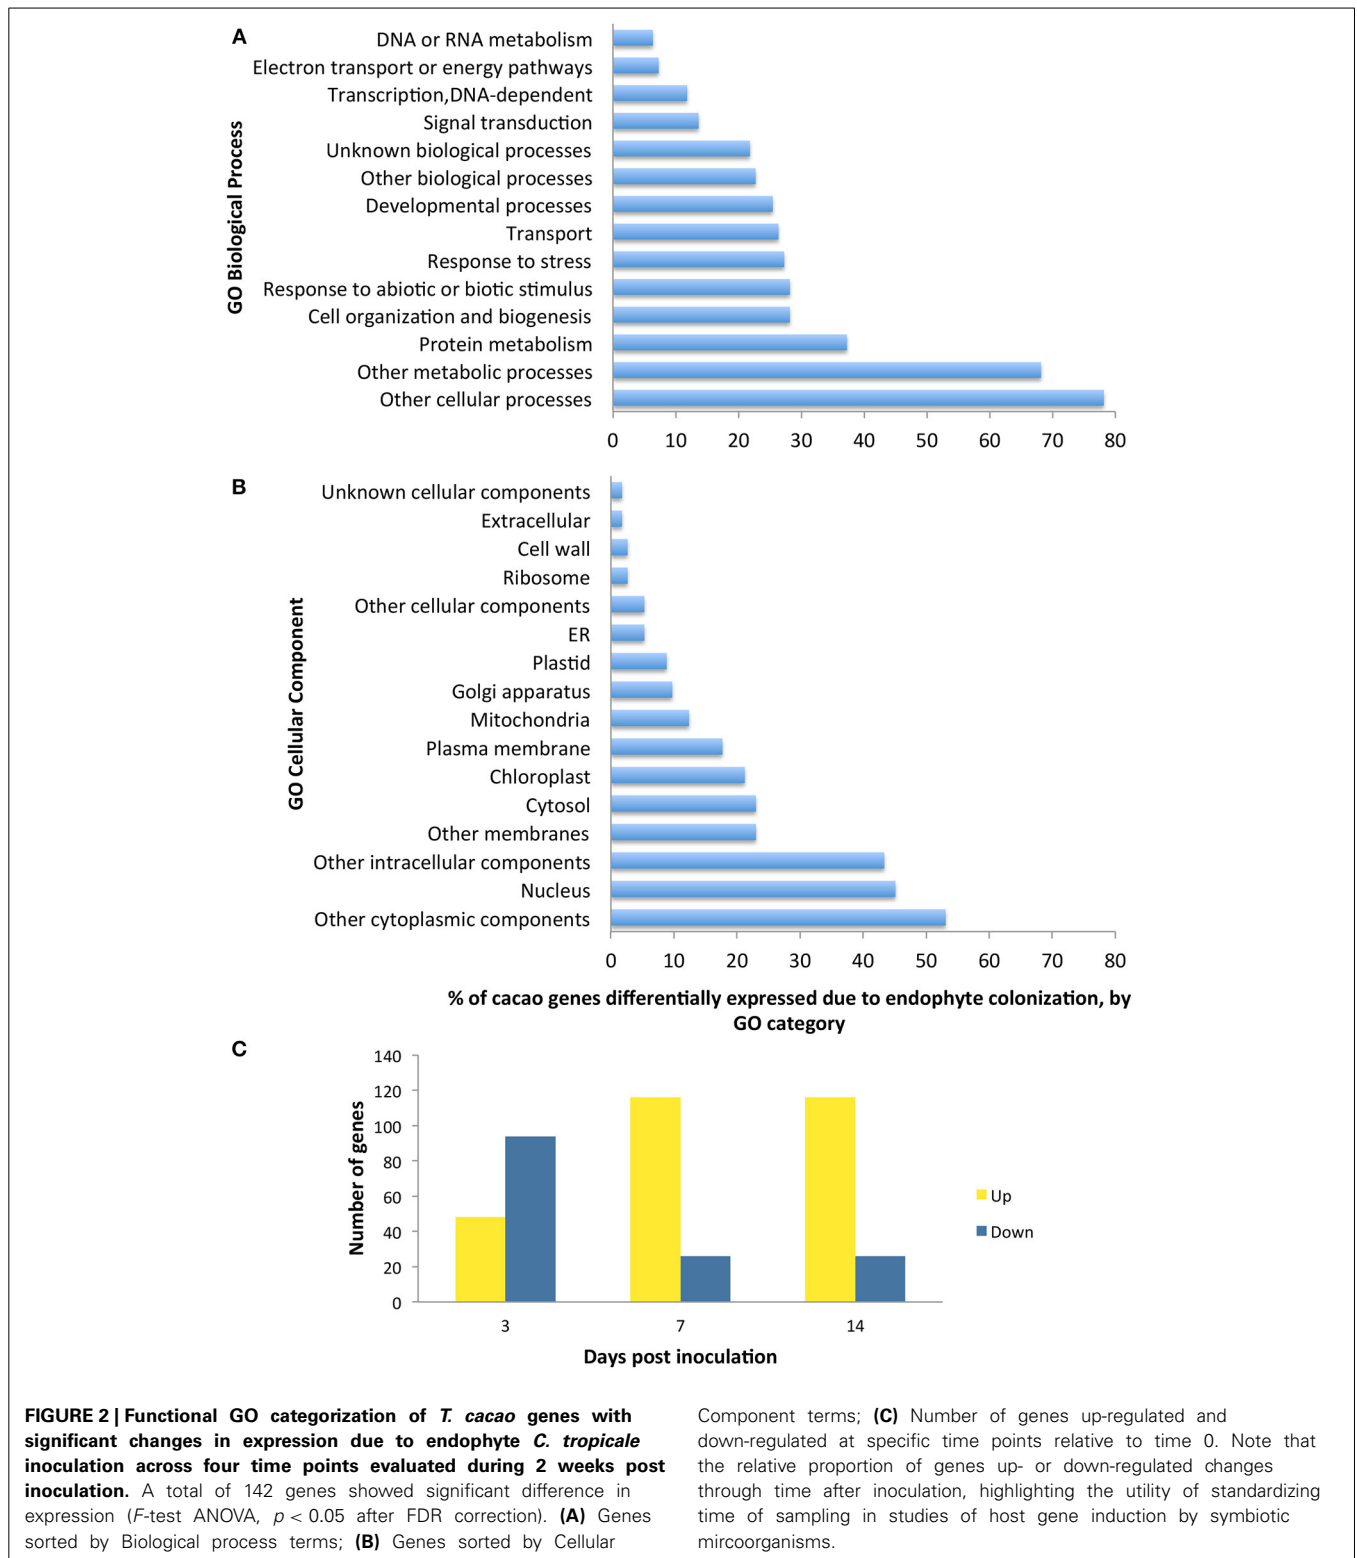 A
GO Biological Process
DNA or RNA metabolism
Electron transport or energy pathways
Transcription,DNA-dependent
Signal transduction
Unknown biological processes
Other biological processes
Developmental processes
Transport
Response to stress
Response to abiotic or biotic stimulus
Cell organization and biogenesis
Protein metabolism
Other metabolic processes
Other cellular processes
0 10 20 30 40 50 60 70 80
B
GO Cellular Component
Unknown cellular components
Extracellular
Cell wall
Ribosome
Other cellular components
ER
Plastid
Golgi apparatus
Mitochondria
Plasma membrane
Chloroplast
Cytosol
Other membranes
Other intracellular components
Nucleus
Other cytoplasmic components
0 10 20 30 40 50 60 70 80
% of cacao genes differentially expressed due to endophyte colonization, by
GO category
C
Number of genes
140
120
100
80
60
40
20
0
3 7 14
Days post inoculation
Up
Down
FIGURE 2 | Functional GO categorization of T. cacao genes with
significant changes in expression due to endophyte C. tropicale
inoculation across four time points evaluated during 2 weeks post
inoculation. A total of 142 genes showed significant difference in
expression (F-test ANOVA, p < 0.05 after FDR correction). (A) Genes
sorted by Biological process terms; (B) Genes sorted by Cellular
Component terms; (C) Number of genes up-regulated and
down-regulated at specific time points relative to time 0. Note that
the relative proportion of genes up- or down-regulated changes
through time after inoculation, highlighting the utility of standardizing
time of sampling in studies of host gene induction by symbiotic
mircoorganisms.